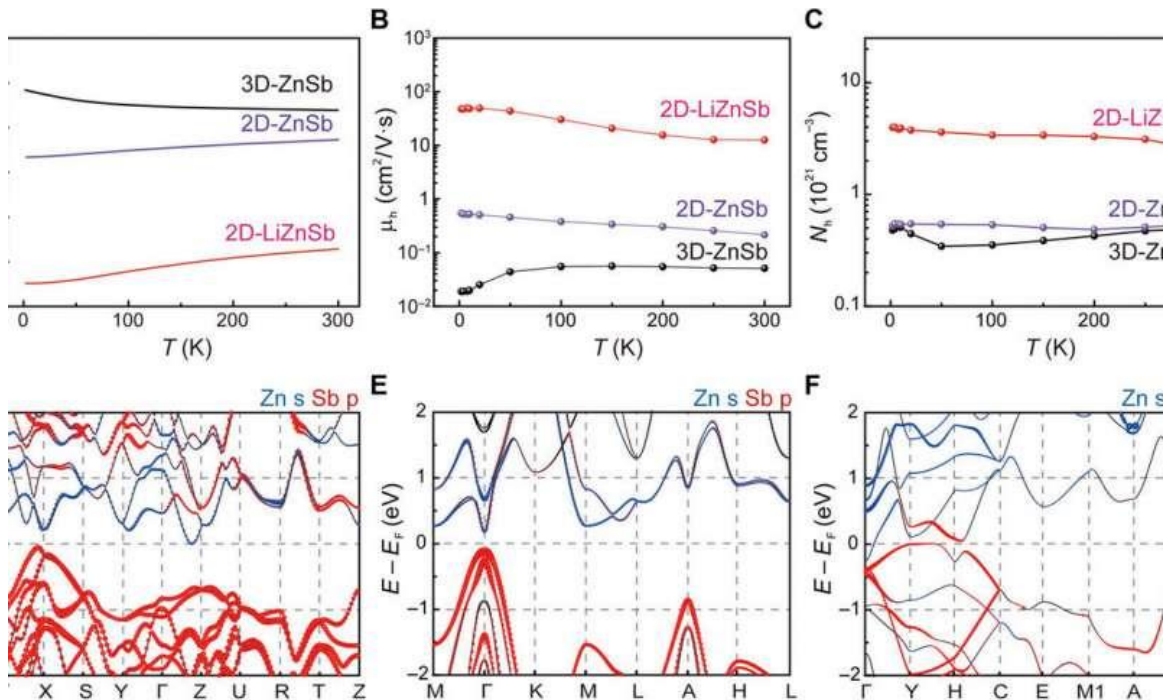 3D-ZnSb
2D-ZnSb
2D-LiZnSb
0
100
200
300
T (K)
B
μh (cm²/V·s)
10³
10²
10¹
10⁰
10⁻¹
10⁻²
2D-LiZnSb
2D-ZnSb
3D-ZnSb
0
100
200
300
T (K)
C
Nh (10²¹ cm⁻³)
10
1
0.1
2D-LiZ
2D-Zn
3D-Zn
0
100
200
T (K)
Zn s Sb p
X S Y Γ Z U R T Z
E
Zn s Sb p
E − EF (eV)
2
1
0
−1
−2
M Γ K M L A H L
F
Zn s
E − EF (eV)
2
1
0
−1
−2
Γ Y H C E M1 A